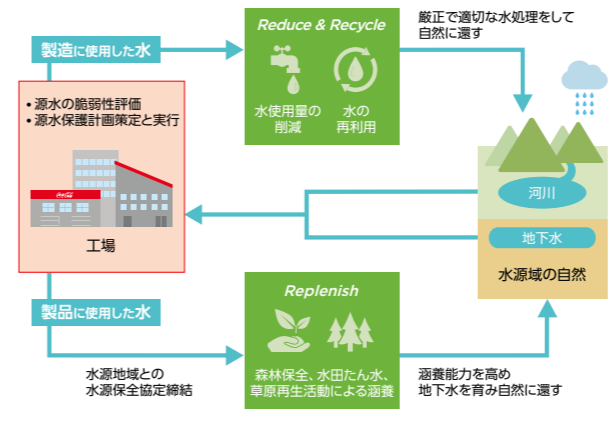 製造に使用した水
Reduce & Recycle
水使用量の
削減
水の
再利用
厳正で適切な水処理をして
自然に還す
• 源水の脆弱性評価
• 源水保護計画策定と実行
Coca-Cola
工場
河川
地下水
水源域の自然
製品に使用した水
水源地域との
水源保全協定締結
Replenish
森林保全、水田たん水、
草原再生活動による涵養
涵養能力を高め
地下水を育み自然に還す